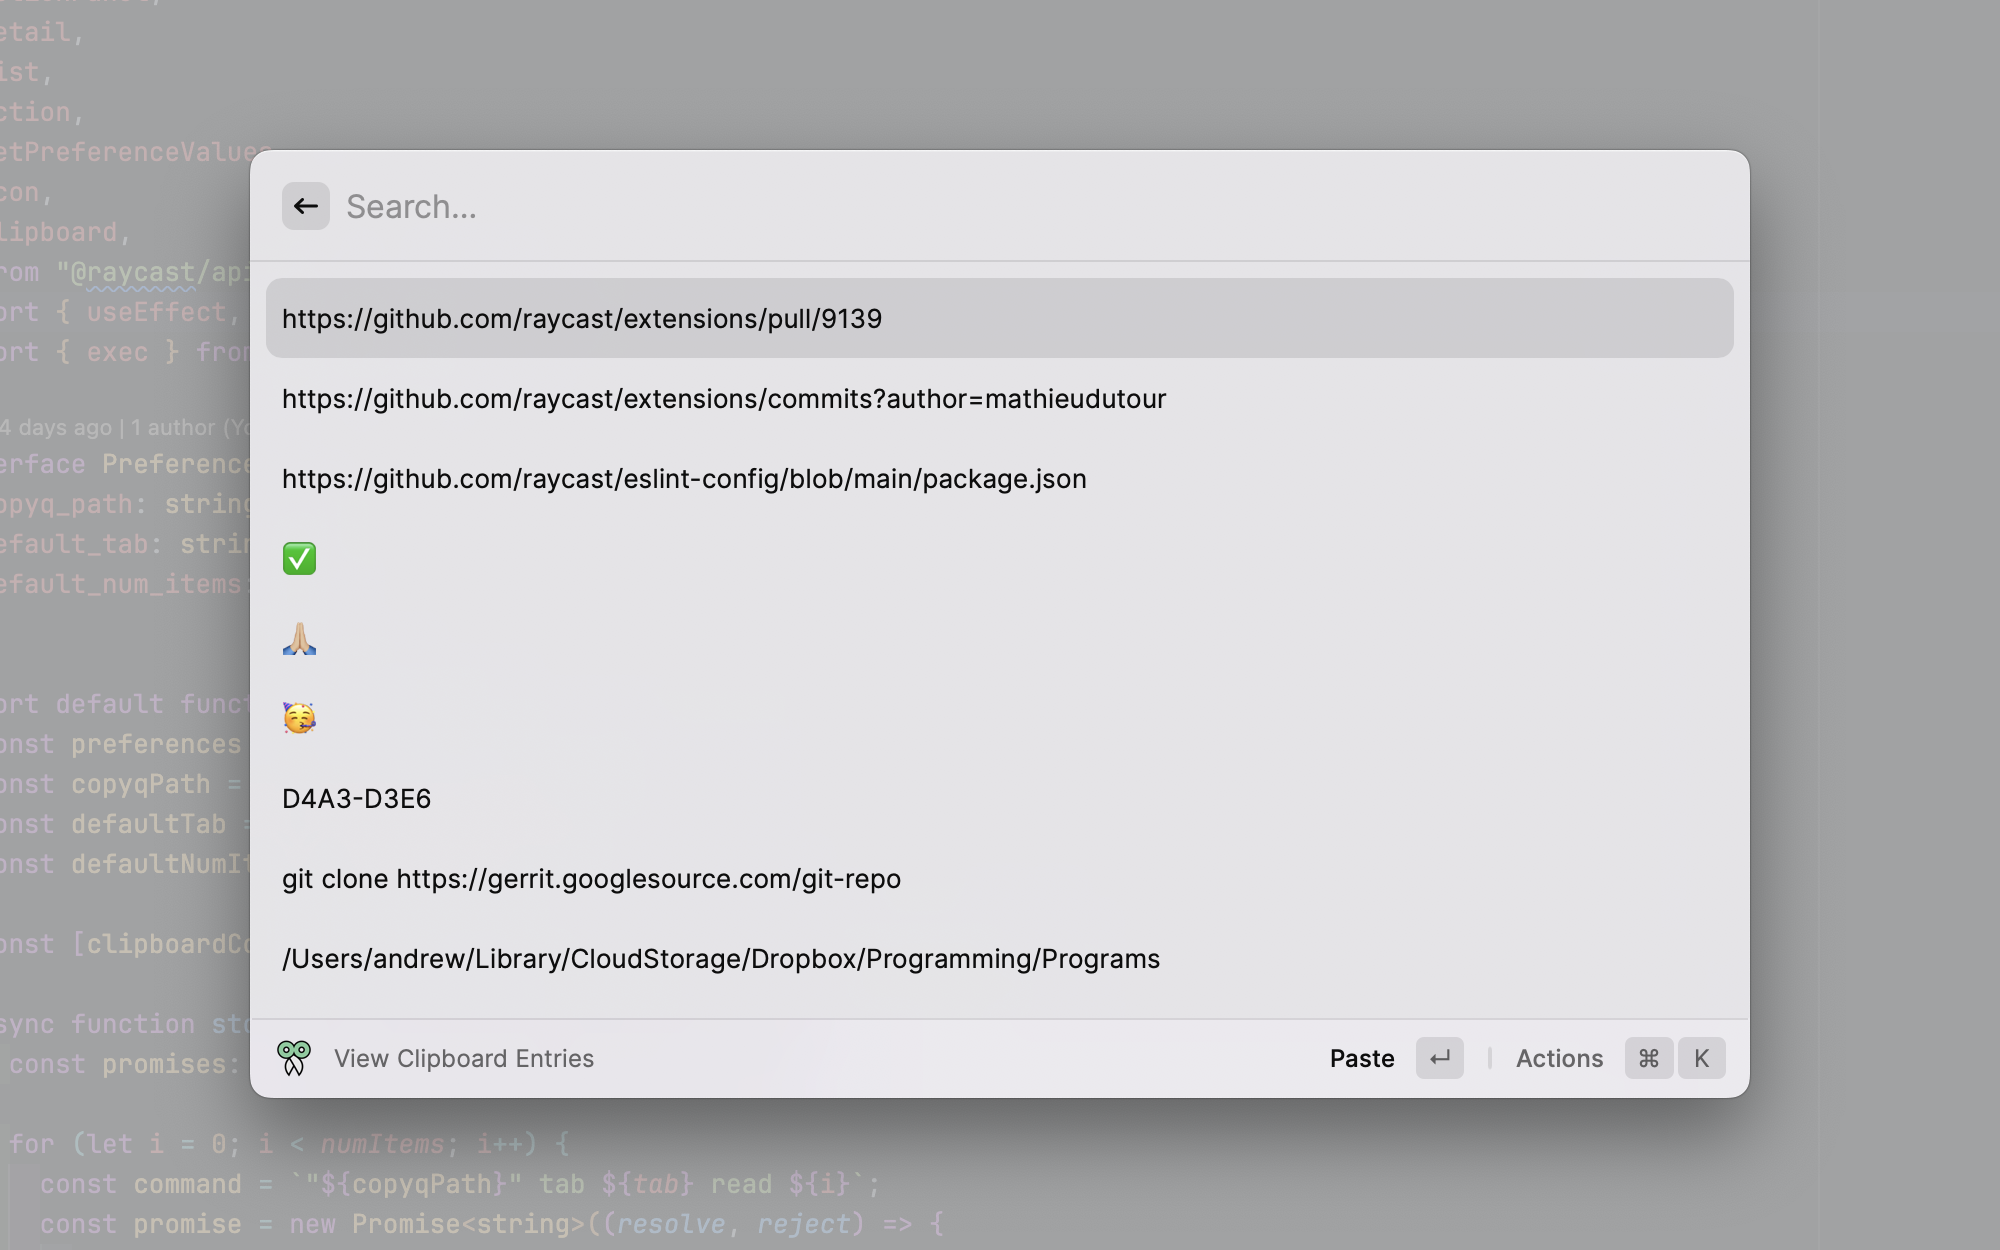 etail,
ist,
ction,
etPreferenceValues
con,
lipboard,
rom "@raycast/api
ort { useEffect,
ort { exec } from
4 days ago | 1 author (Yo
erface Preference
opyq_path: string
efault_tab: strin
efault_num_items:
ort default funct
onst preferences
onst copyqPath =
onst defaultTab =
onst defaultNumIt
onst [clipboardCo
sync function sto
const promises:
Search...
https://github.com/raycast/extensions/pull/9139
https://github.com/raycast/extensions/commits?author=mathieudutour
https://github.com/raycast/eslint-config/blob/main/package.json
✅
🙏🏼
🥳
D4A3-D3E6
git clone https://gerrit.googlesource.com/git-repo
/Users/andrew/Library/CloudStorage/Dropbox/Programming/Programs
View Clipboard Entries
Paste ↵ | Actions ⌘ K
for (let i = 0; i < numItems; i++) {
const command = `"${copyqPath}" tab ${tab} read ${i}`;
const promise = new Promise<string>((resolve, reject) => {